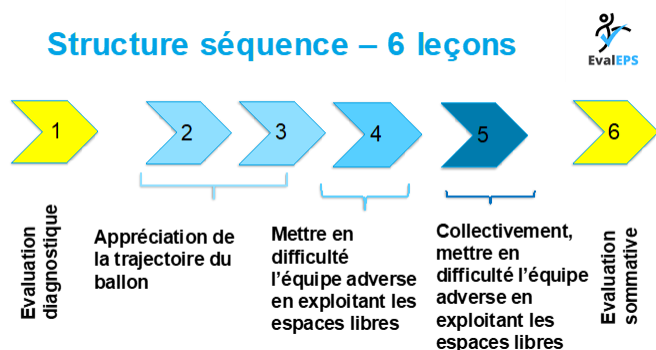 Structure séquence – 6 leçons
EvalEPS
1
2
3
4
5
6
Evaluation
diagnostique
Appréciation de
la trajectoire du
ballon
Mettre en
difficulté
l’équipe adverse
en exploitant les
espaces libres
Collectivement,
mettre en
difficulté l’équipe
adverse en
exploitant les
espaces libres
Evaluation
sommative